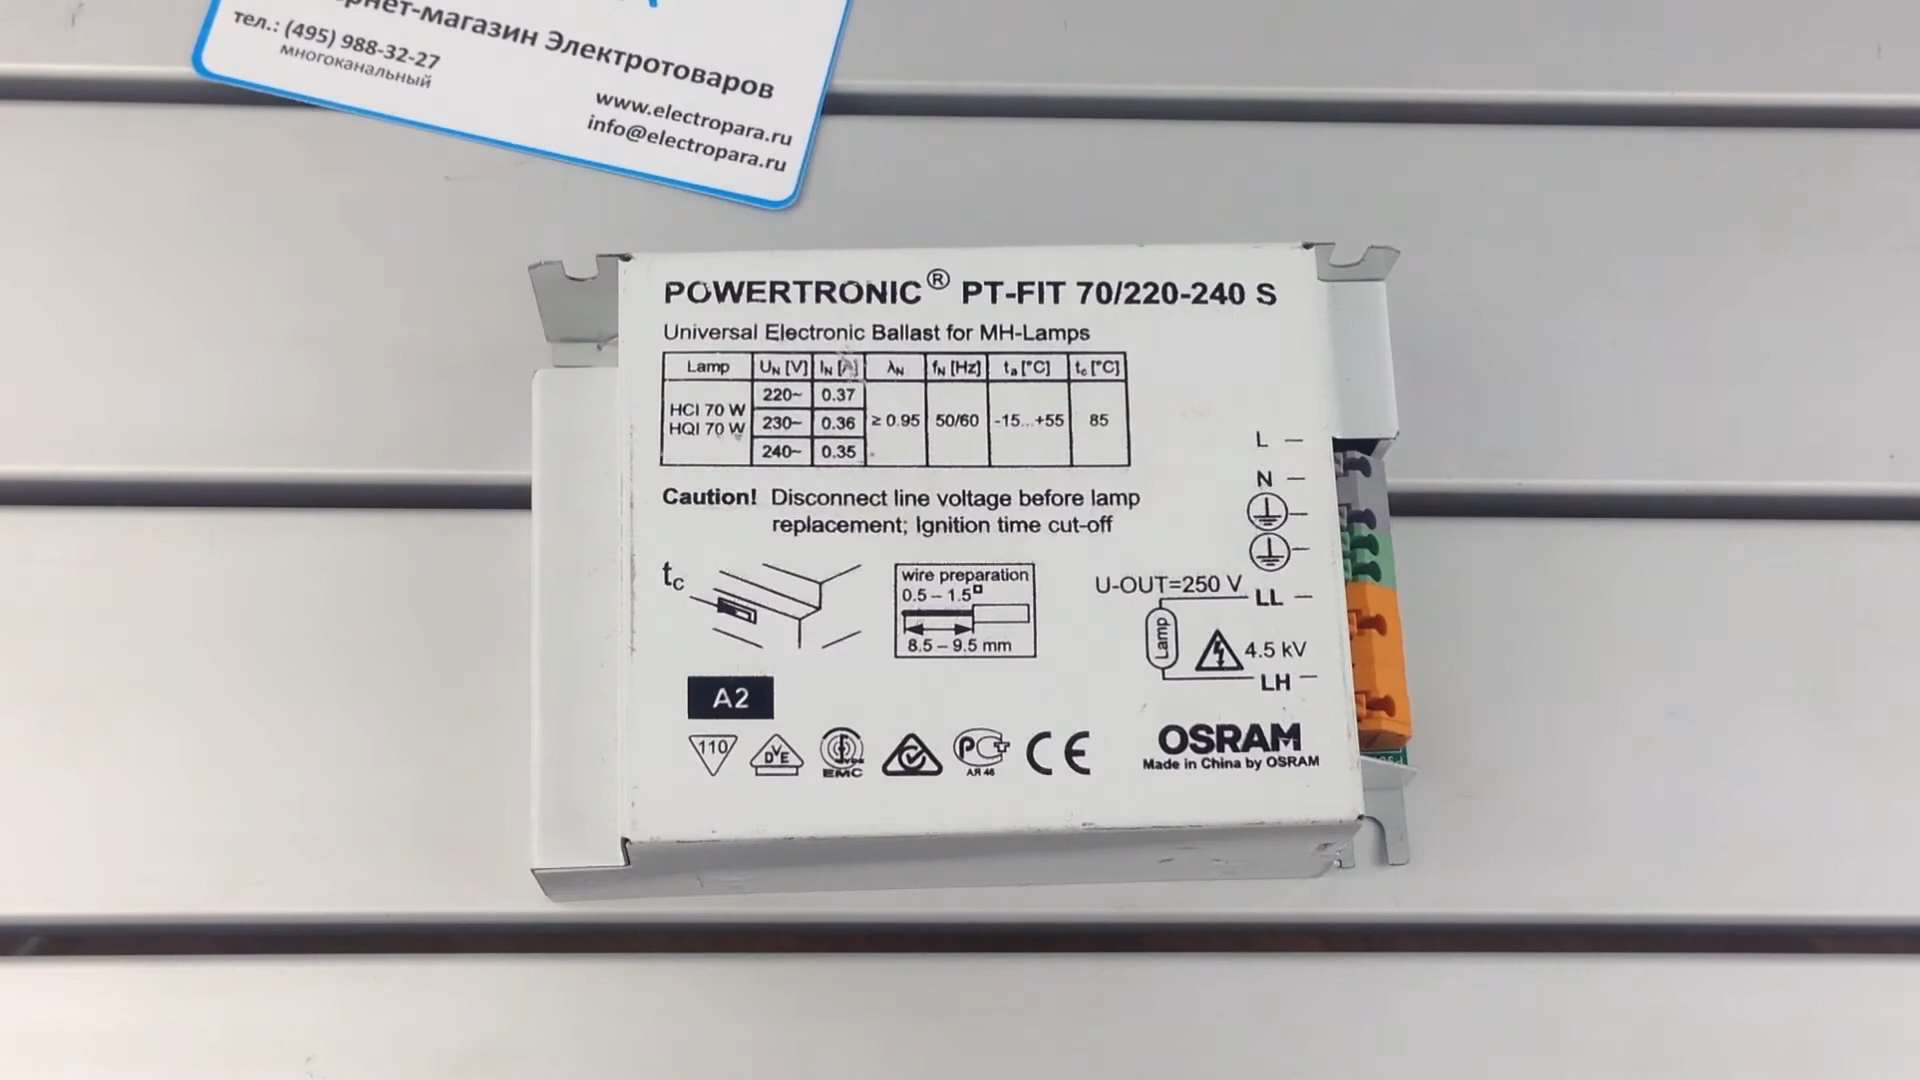 -магазин Электротоваров
тел.: (495) 988-32-27
многоканальный
www.electropara.ru
info@electropara.ru
POWERTRONIC® PT-FIT 70/220-240 S
Universal Electronic Ballast for MH-Lamps
Lamp UN [V] IN [A] λN fN [Hz] ta [°C] tc [°C]
HCI 70 W
HQI 70 W
220~ 0.37
230~ 0.36
240~ 0.35
≥ 0.95 50/60 -15...+55 85
Caution! Disconnect line voltage before lamp
replacement; Ignition time cut-off
L
N
tc
wire preparation
0.5 – 1.5
8.5 – 9.5 mm
U-OUT=250 V
LL
Lamp
4.5 kV
LH
A2
110
DVE
EMC
PCT
АЯ 46
CE
OSRAM
Made in China by OSRAM